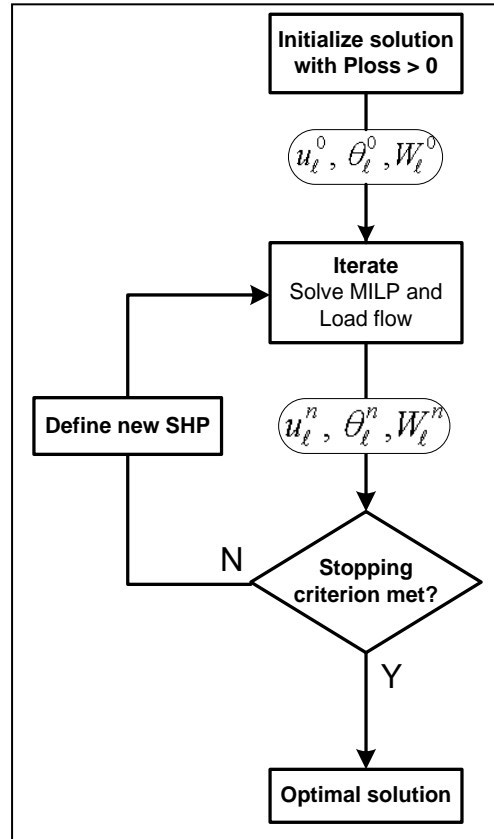 Initialize solution
with Ploss > 0
u_ℓ^0, θ_ℓ^0, W_ℓ^0
Iterate
Solve MILP and
Load flow
Define new SHP
u_ℓ^n, θ_ℓ^n, W_ℓ^n
N
Stopping
criterion met?
Y
Optimal solution